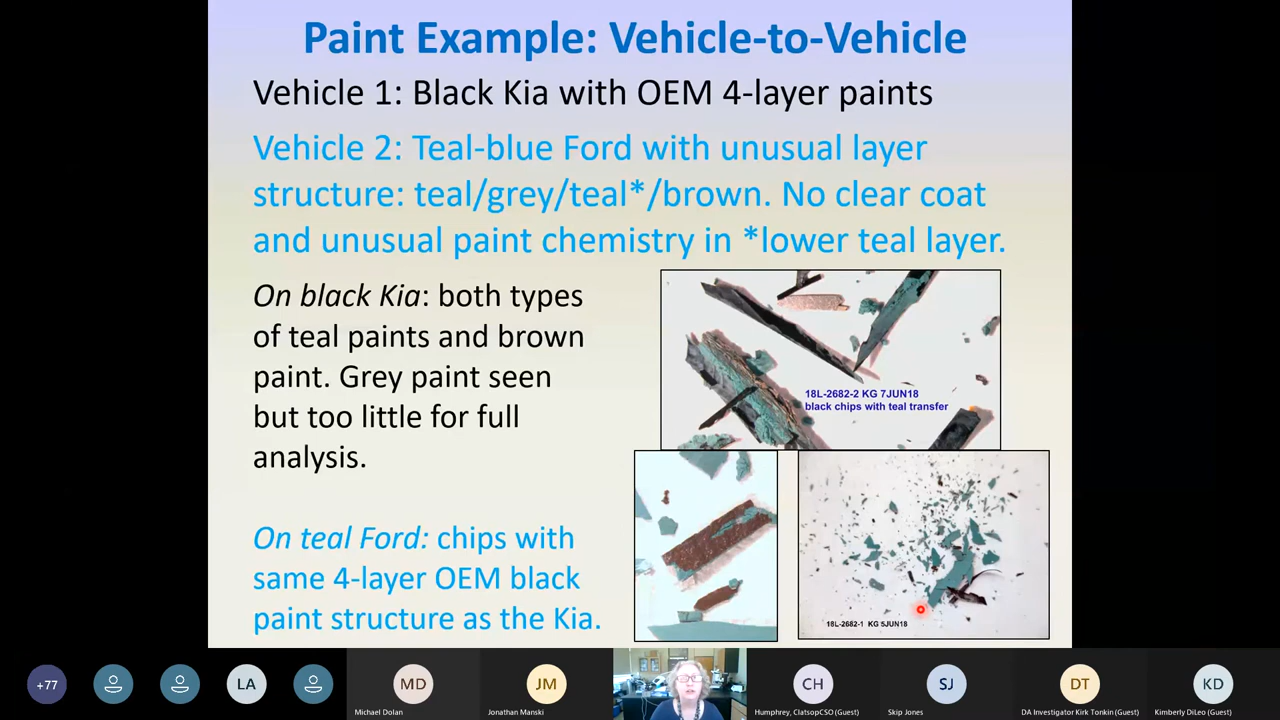 Paint Example: Vehicle-to-Vehicle
Vehicle 1: Black Kia with OEM 4-layer paints
Vehicle 2: Teal-blue Ford with unusual layer
structure: teal/grey/teal*/brown. No clear coat
and unusual paint chemistry in *lower teal layer.
On black Kia: both types
of teal paints and brown
paint. Grey paint seen
but too little for full
analysis.
18L-2682-2 KG 7JUN18
black chips with teal transfer
On teal Ford: chips with
same 4-layer OEM black
paint structure as the Kia.
18L-2682-1 KG 5JUN18
+77
LA
MD
JM
CH
SJ
DT
KD
Michael Dolan
Jonathan Manski
Humphrey, ClatsopCSO (Guest)
Skip Jones
DA Investigator Kirk Tonkin (Guest)
Kimberly DiLeo (Guest)